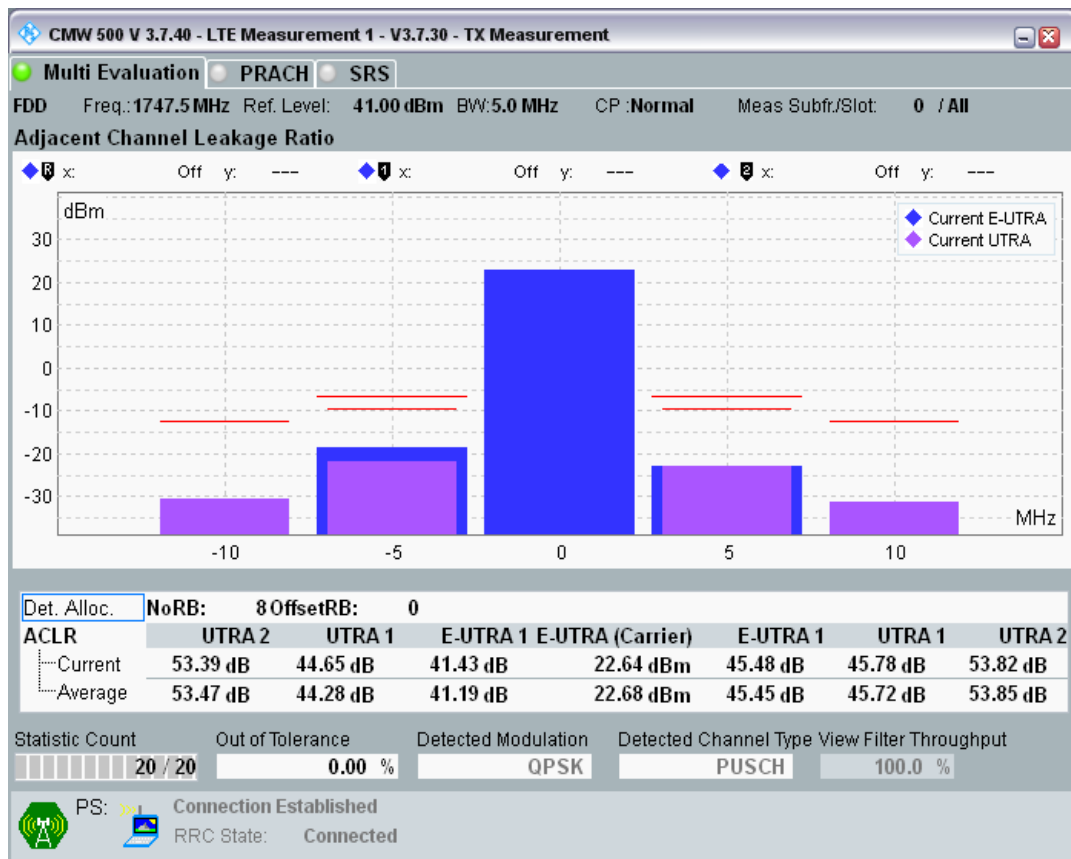 CMW 500 V 3.7.40 - LTE Measurement 1 - V3.7.30 - TX Measurement
Multi Evaluation PRACH SRS
FDD Freq.: 1747.5 MHz Ref. Level: 41.00 dBm BW: 5.0 MHz CP : Normal Meas Subfr./Slot: 0 / All
Adjacent Channel Leakage Ratio
R x: Off y: --- 1 x: Off y: --- 2 x: Off y: ---
dBm
Current E-UTRA
Current UTRA
30
20
10
0
-10
-20
-30
MHz
-10 -5 0 5 10
Det. Alloc. NoRB: 8 OffsetRB: 0
ACLR UTRA 2 UTRA 1 E-UTRA 1 E-UTRA (Carrier) E-UTRA 1 UTRA 1 UTRA 2
Current 53.39 dB 44.65 dB 41.43 dB 22.64 dBm 45.48 dB 45.78 dB 53.82 dB
Average 53.47 dB 44.28 dB 41.19 dB 22.68 dBm 45.45 dB 45.72 dB 53.85 dB
Statistic Count Out of Tolerance Detected Modulation Detected Channel Type View Filter Throughput
20 / 20 0.00 % QPSK PUSCH 100.0 %
PS: Connection Established
RRC State: Connected